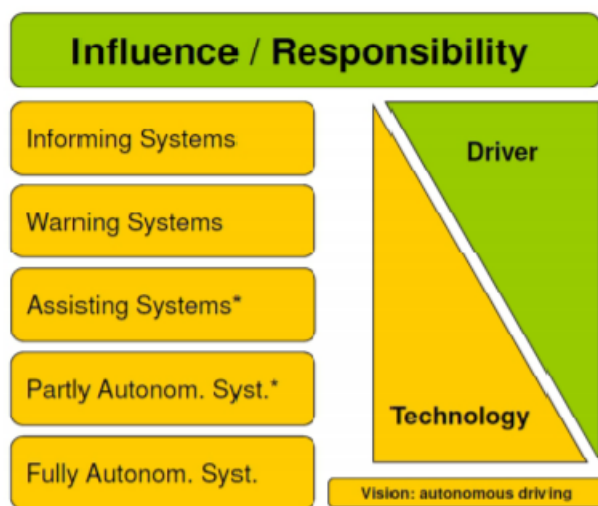 Influence / Responsibility
Informing Systems
Warning Systems
Assisting Systems*
Partly Autonom. Syst.*
Fully Autonom. Syst.
Driver
Technology
Vision: autonomous driving